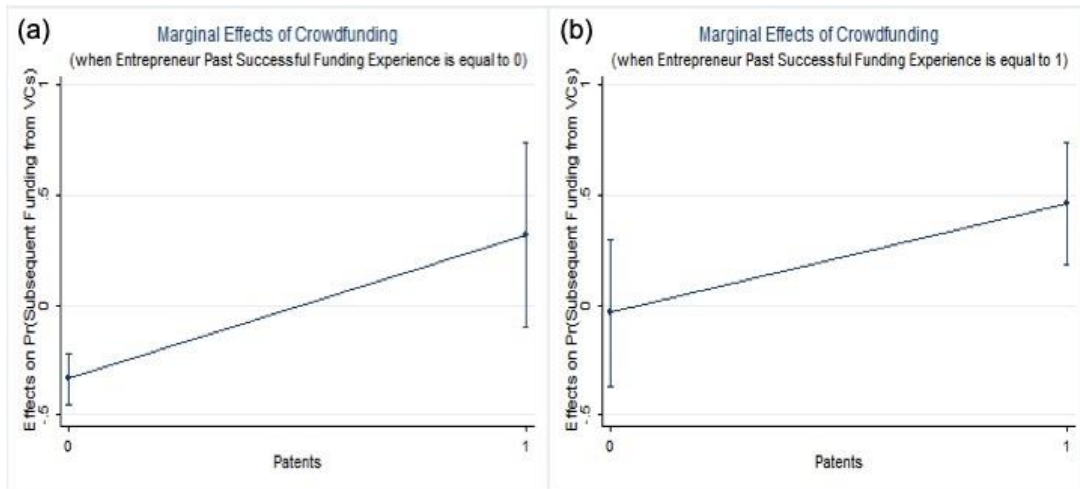 (a)
Marginal Effects of Crowdfunding
(when Entrepreneur Past Successful Funding Experience is equal to 0)
Effects on Pr(Subsequent Funding from VCs)
1
.5
0
-.5
0
1
Patents
(b)
Marginal Effects of Crowdfunding
(when Entrepreneur Past Successful Funding Experience is equal to 1)
Effects on Pr(Subsequent Funding from VCs)
1
.5
0
-.5
0
1
Patents